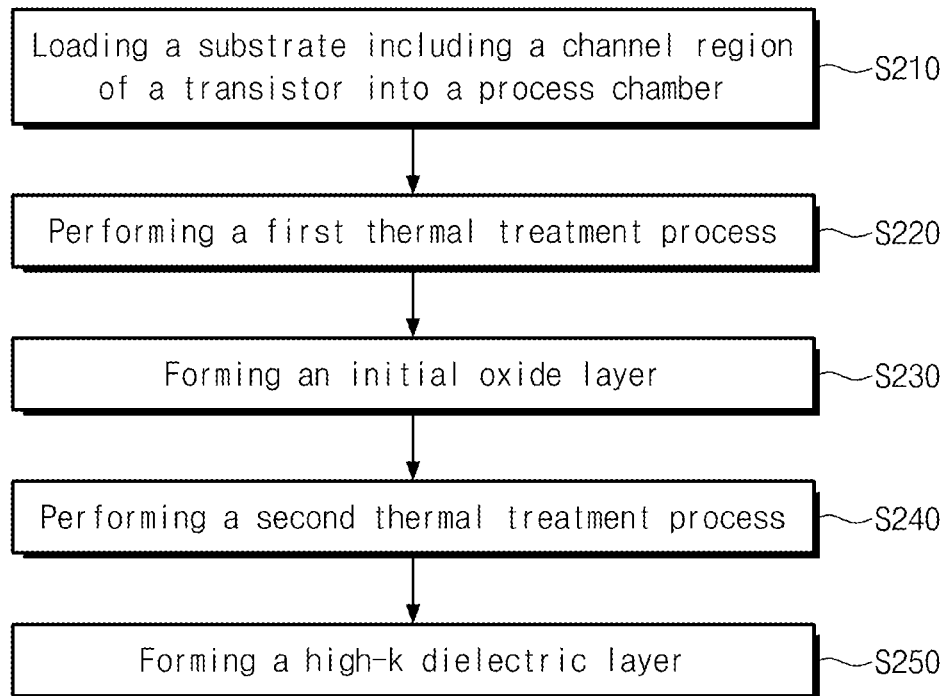 Loading a substrate including a channel region
of a transistor into a process chamber
S210
Performing a first thermal treatment process
S220
Forming an initial oxide layer
S230
Performing a second thermal treatment process
S240
Forming a high-k dielectric layer
S250